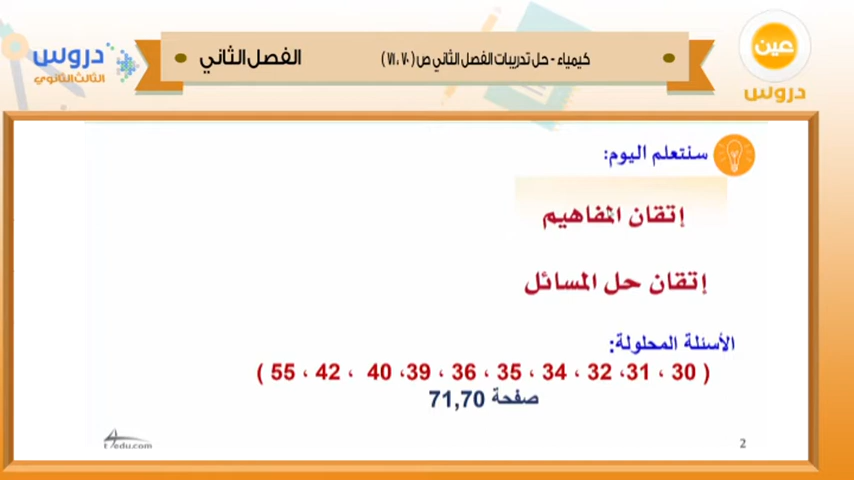 عين
دروس
كيمياء - حل تدريبات الفصل الثاني ص ( ٧٠ ، ٧١ )
الفصل الثاني
دروس
الثالث الثانوي
سنتعلم اليوم:
إتقان المفاهيم
إتقان حل المسائل
الأسئلة المحلولة:
( 30 ، 31، 32 ، 34 ، 35 ، 36 ، 39، 40 ، 42 ، 55 )
صفحة 71,70
t4edu.com
2